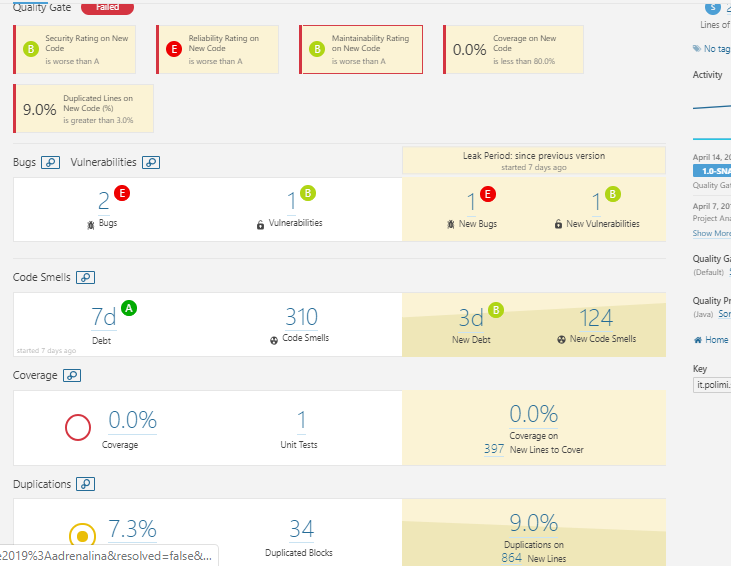 Quality Gate Failed
B Security Rating on New Code
is worse than A
E Reliability Rating on New Code
is worse than A
B Maintainability Rating on New Code
is worse than A
0.0% Coverage on New Code
is less than 80.0%
9.0% Duplicated Lines on New Code (%)
is greater than 3.0%
Bugs Vulnerabilities
Leak Period: since previous version
started 7 days ago
2 E
Bugs
1 B
Vulnerabilities
1 E
New Bugs
1 B
New Vulnerabilities
Code Smells
7d A
Debt
started 7 days ago
310
Code Smells
3d B
New Debt
124
New Code Smells
Coverage
0.0%
Coverage
1
Unit Tests
0.0%
Coverage on
397 New Lines to Cover
Duplications
7.3%
34
Duplicated Blocks
9.0%
Duplications on
864 New Lines
e2019%3Aadrenalina&resolved=false&...
S
Lines of
No tag
Activity
April 14, 20
1.0-SNA
Quality Gat
April 7, 201
Project Ana
Show More
Quality Ga
(Default)
Quality Pr
(Java) Son
Home
Key
it.polimi.